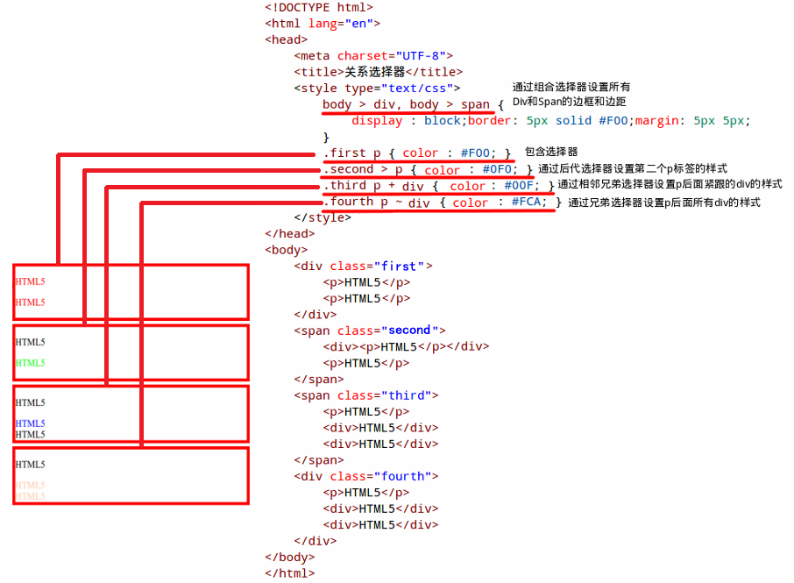 <!DOCTYPE html>
<html lang="en">
<head>
<meta charset="UTF-8">
<title>关系选择器</title>
<style type="text/css">
通过组合选择器设置所有
Div和Span的边框和边距
body > div, body > span {
display : block;border: 5px solid #F00;margin: 5px 5px;
}
.first p { color : #F00; } 包含选择器
.second > p { color : #0F0; } 通过后代选择器设置第二个p标签的样式
.third p + div { color : #00F; } 通过相邻兄弟选择器设置p后面紧跟的div的样式
.fourth p ~ div { color : #FCA; } 通过兄弟选择器设置p后面所有div的样式
</style>
</head>
<body>
<div class="first">
<p>HTML5</p>
<p>HTML5</p>
</div>
<span class="second">
<div><p>HTML5</p></div>
<p>HTML5</p>
</span>
<span class="third">
<p>HTML5</p>
<div>HTML5</div>
<div>HTML5</div>
</span>
<div class="fourth">
<p>HTML5</p>
<div>HTML5</div>
<div>HTML5</div>
</div>
</body>
</html>
HTML5
HTML5
HTML5
HTML5
HTML5
HTML5
HTML5
HTML5
HTML5
HTML5